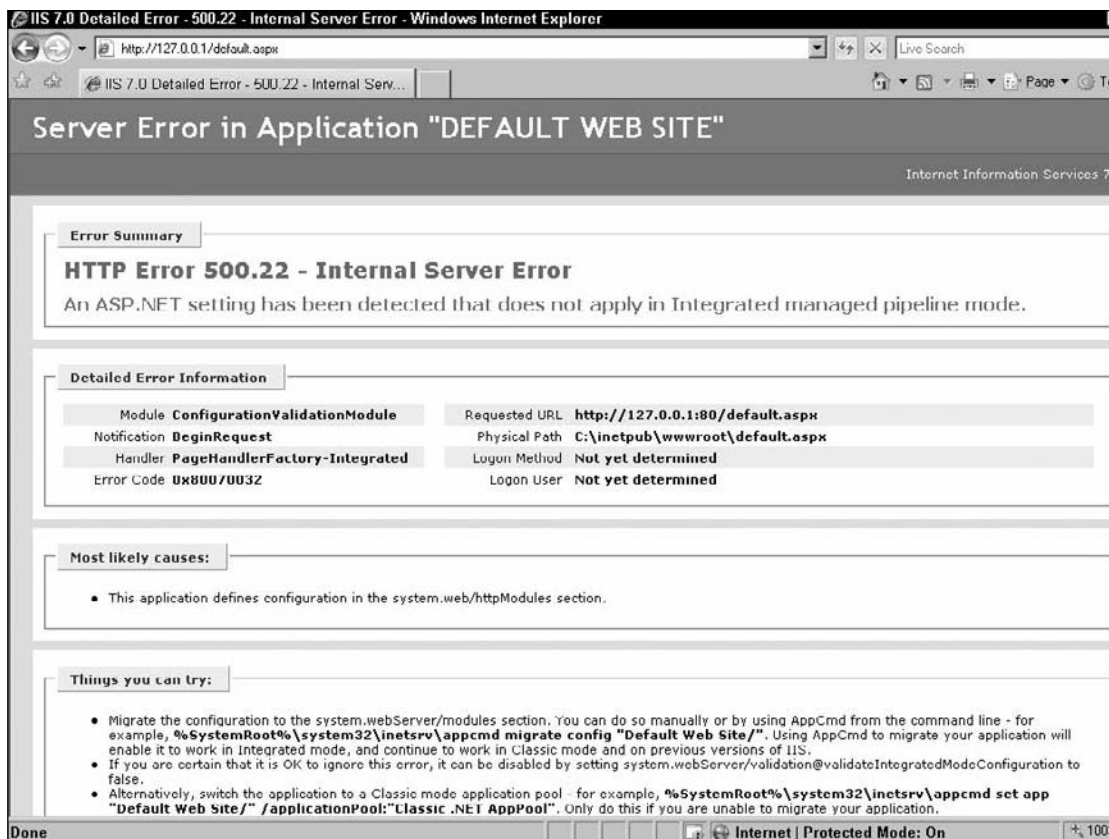 IIS 7.0 Detailed Error - 500.22 - Internal Server Error - Windows Internet Explorer
http://127.0.0.1/default.aspx
Live Search
IIS 7.0 Detailed Error - 500.22 - Internal Serv...
Page
Server Error in Application "DEFAULT WEB SITE"
Internet Information Services 7
Error Summary
HTTP Error 500.22 - Internal Server Error
An ASP.NET setting has been detected that does not apply in Integrated managed pipeline mode.
Detailed Error Information
Module ConfigurationValidationModule
Notification BeginRequest
Handler PageHandlerFactory-Integrated
Error Code 0x80070032
Requested URL http://127.0.0.1:80/default.aspx
Physical Path C:\inetpub\wwwroot\default.aspx
Logon Method Not yet determined
Logon User Not yet determined
Most likely causes:
• This application defines configuration in the system.web/httpModules section.
Things you can try:
• Migrate the configuration to the system.webServer/modules section. You can do so manually or by using AppCmd from the command line - for
example, %SystemRoot%\system32\inetsrv\appcmd migrate config "Default Web Site/". Using AppCmd to migrate your application will
enable it to work in Integrated mode, and continue to work in Classic mode and on previous versions of IIS.
• If you are certain that it is OK to ignore this error, it can be disabled by setting system.webServer/validation@validateIntegratedModeConfiguration to
false.
• Alternatively, switch the application to a Classic mode application pool - for example, %SystemRoot%\system32\inetsrv\appcmd set app
"Default Web Site/" /applicationPool:"Classic .NET AppPool". Only do this if you are unable to migrate your application.
Done
Internet | Protected Mode: On
100